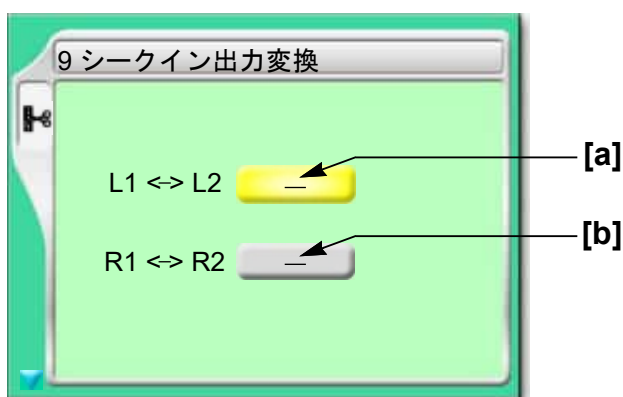 9 シークイン出力変換
L1 <-> L2 —
[a]
R1 <-> R2 —
[b]